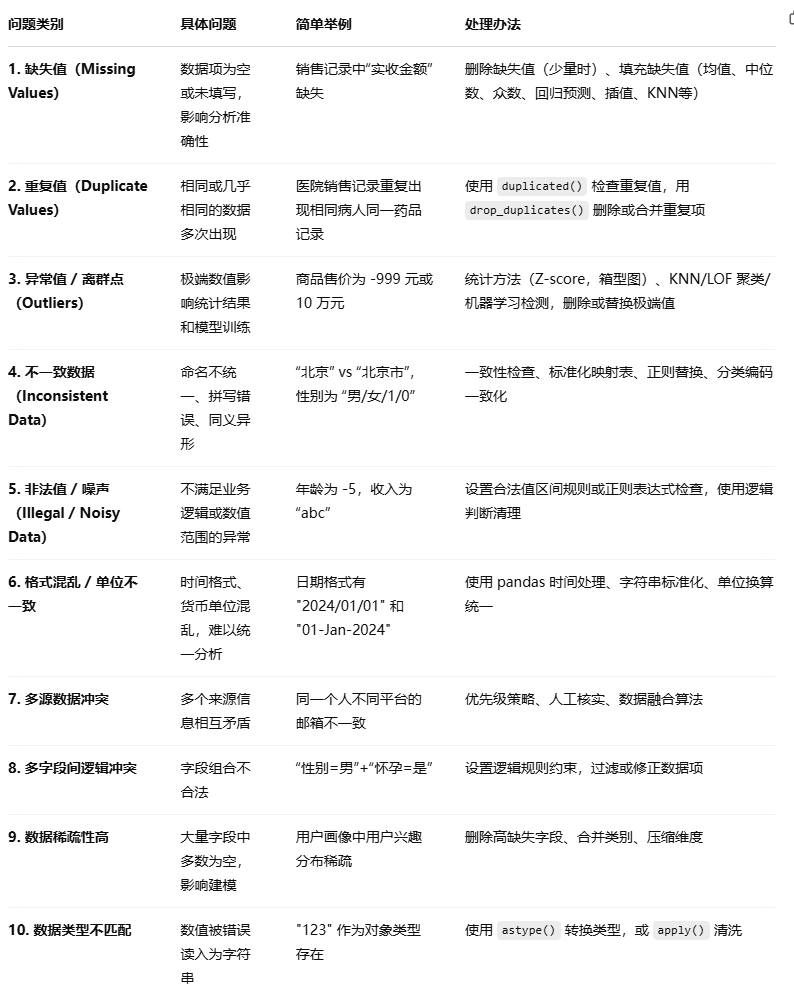 问题类别 具体问题 简单举例 处理办法
1. 缺失值（Missing
Values）
数据项为空
或未填写，
影响分析准
确性
销售记录中“实收金额”
缺失
删除缺失值（少量时）、填充缺失值（均值、中位
数、众数、回归预测、插值、KNN等）
2. 重复值（Duplicate
Values）
相同或几乎
相同的数据
多次出现
医院销售记录重复出
现相同病人同一药品
记录
使用 duplicated() 检查重复值，用
drop_duplicates() 删除或合并重复项
3. 异常值 / 离群点
（Outliers）
极端数值影
响统计结果
和模型训练
商品售价为 -999 元或
10 万元
统计方法（Z-score，箱型图）、KNN/LOF 聚类/
机器学习检测，删除或替换极端值
4. 不一致数据
（Inconsistent
Data）
命名不统
一、拼写错
误、同义异
形
“北京” vs “北京市”，
性别为 “男/女/1/0”
一致性检查、标准化映射表、正则替换、分类编码
一致化
5. 非法值 / 噪声
（Illegal / Noisy
Data）
不满足业务
逻辑或数值
范围的异常
年龄为 -5，收入为
“abc”
设置合法值区间规则或正则表达式检查，使用逻辑
判断清理
6. 格式混乱 / 单位不
一致
时间格式、
货币单位混
乱，难以统
一分析
日期格式有
"2024/01/01" 和
"01-Jan-2024"
使用 pandas 时间处理、字符串标准化、单位换算
统一
7. 多源数据冲突
多个来源信
息相互矛盾
同一个人不同平台的
邮箱不一致
优先级策略、人工核实、数据融合算法
8. 多字段间逻辑冲突
字段组合不
合法
“性别=男”+“怀孕=是”
设置逻辑规则约束，过滤或修正数据项
9. 数据稀疏性高
大量字段中
多数为空，
影响建模
用户画像中用户兴趣
分布稀疏
删除高缺失字段、合并类别、压缩维度
10. 数据类型不匹配
数值被错误
读入为字符
串
"123" 作为对象类型
存在
使用 astype() 转换类型，或 apply() 清洗